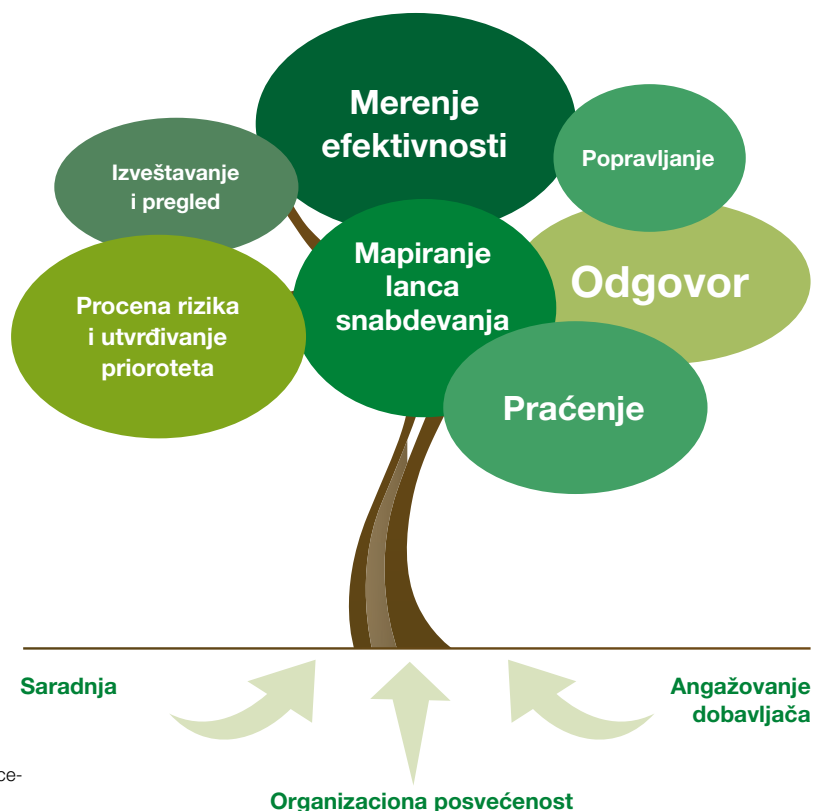 Merenje
efektivnosti
Popravljanje
Izveštavanje
i pregled
Mapiranje
lanca
snabdevanja
Odgovor
Procena rizika
i utvrđivanje
prioroteta
Praćenje
Saradnja
Angažovanje
dobavljača
ce-
Organizaciona posvećenost